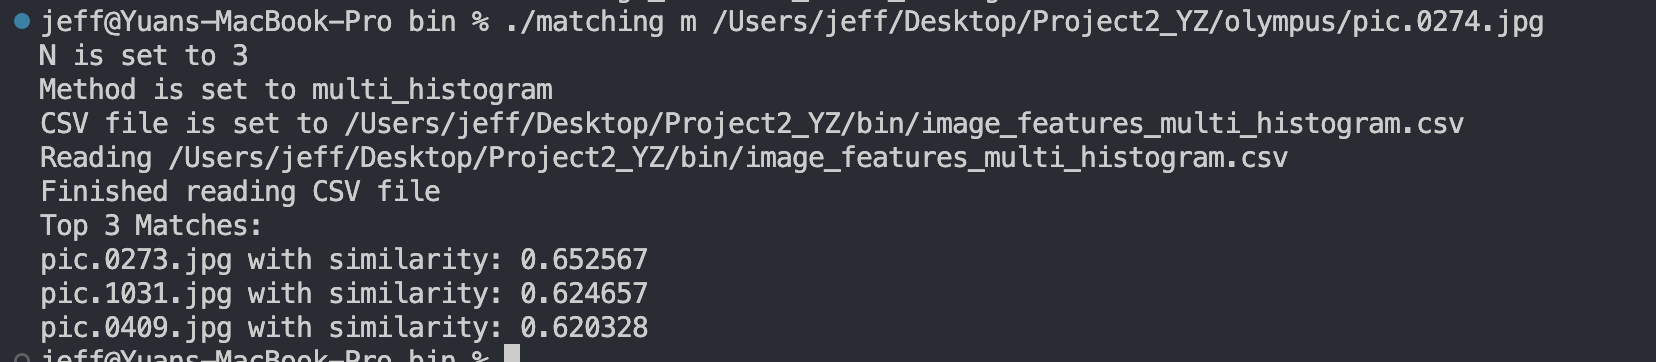 jeff@Yuans-MacBook-Pro bin % ./matching m /Users/jeff/Desktop/Project2_YZ/olympus/pic.0274.jpg
N is set to 3
Method is set to multi_histogram
CSV file is set to /Users/jeff/Desktop/Project2_YZ/bin/image_features_multi_histogram.csv
Reading /Users/jeff/Desktop/Project2_YZ/bin/image_features_multi_histogram.csv
Finished reading CSV file
Top 3 Matches:
pic.0273.jpg with similarity: 0.652567
pic.1031.jpg with similarity: 0.624657
pic.0409.jpg with similarity: 0.620328
jeff@Yuans-MacBook-Pro bin %